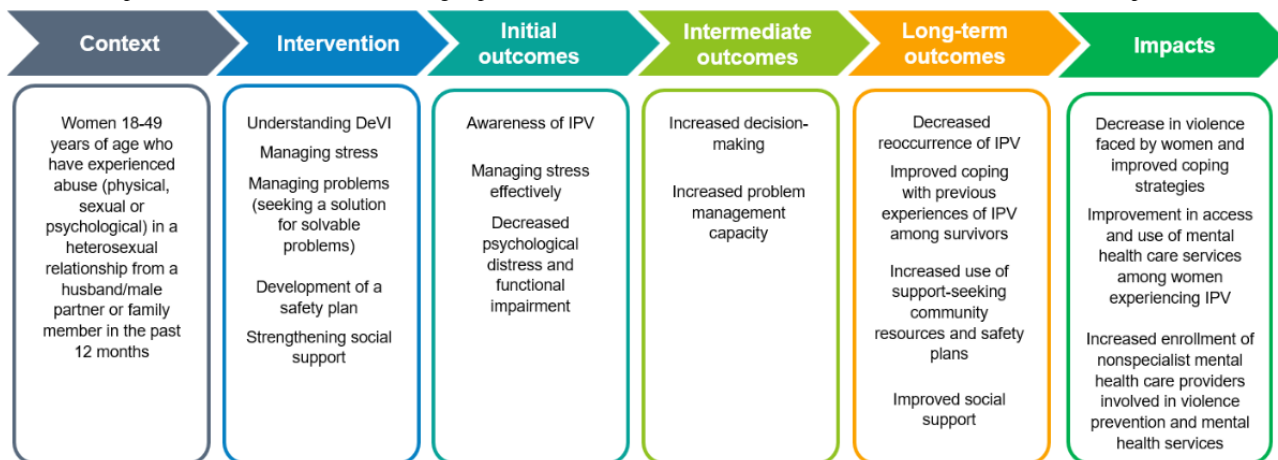 Context
Intervention
Initial
outcomes
Intermediate
outcomes
Long-term
outcomes
Impacts
Women 18-49
years of age who
have experienced
abuse (physical,
sexual or
psychological) in a
heterosexual
relationship from a
husband/male
partner or family
member in the past
12 months
Understanding DeVI
Managing stress
Managing problems
(seeking a solution
for solvable
problems)
Development of a
safety plan
Strengthening social
support
Awareness of IPV
Managing stress
effectively
Decreased
psychological
distress and
functional
impairment
Increased decision-
making
Increased problem
management
capacity
Decreased
reoccurrence of IPV
Improved coping
with previous
experiences of IPV
among survivors
Increased use of
support-seeking
community
resources and safety
plans
Improved social
support
Decrease in violence
faced by women and
improved coping
strategies
Improvement in access
and use of mental
health care services
among women
experiencing IPV
Increased enrollment of
nonspecialist mental
health care providers
involved in violence
prevention and mental
health services